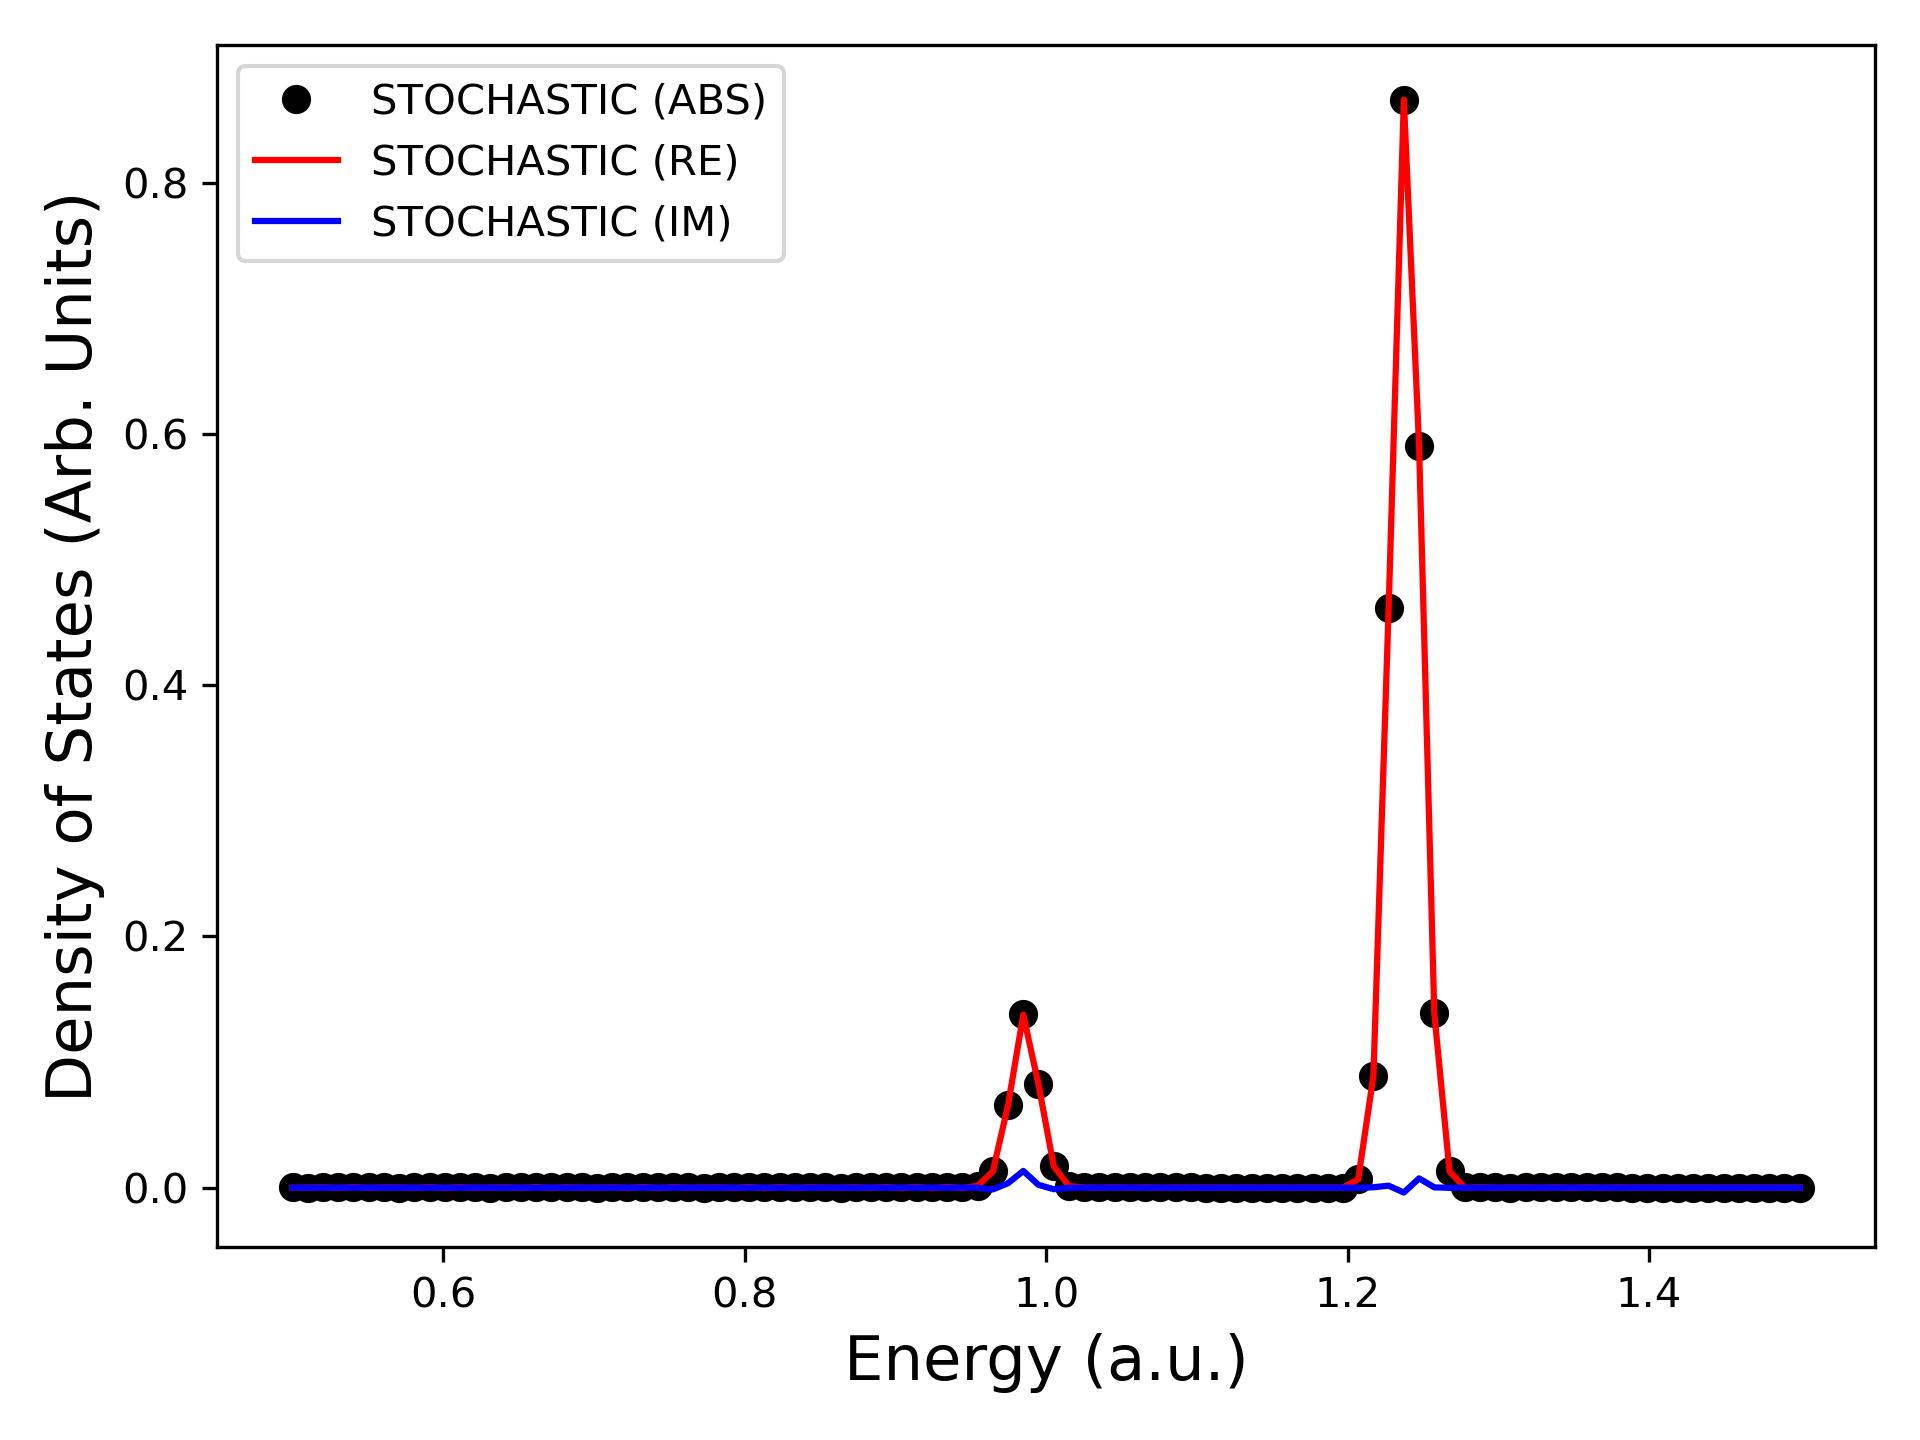 STOCHASTIC (ABS)
STOCHASTIC (RE)
STOCHASTIC (IM)
Density of States (Arb. Units)
0.8
0.6
0.4
0.2
0.0
0.6 0.8 1.0 1.2 1.4
Energy (a.u.)